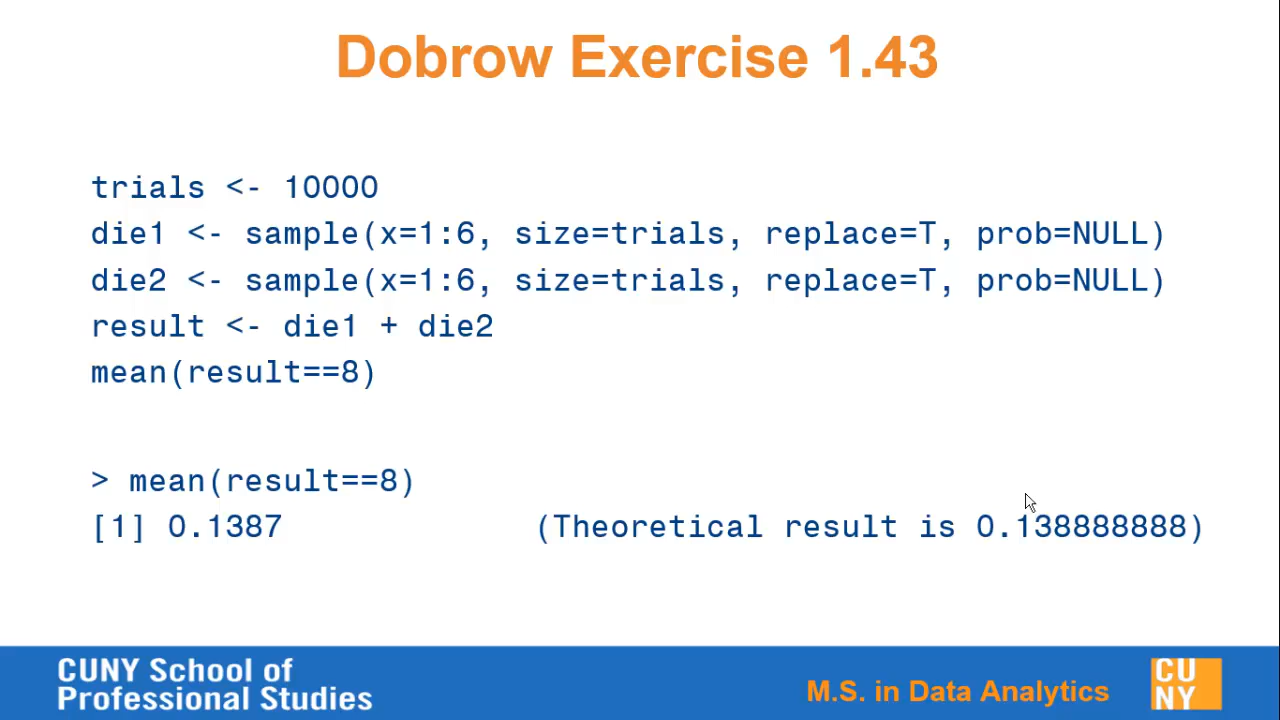 Dobrow Exercise 1.43
trials <- 10000
die1 <- sample(x=1:6, size=trials, replace=T, prob=NULL)
die2 <- sample(x=1:6, size=trials, replace=T, prob=NULL)
result <- die1 + die2
mean(result==8)
> mean(result==8)
[1] 0.1387 (Theoretical result is 0.138888888)
CUNY School of
Professional Studies
M.S. in Data Analytics
CU
NY